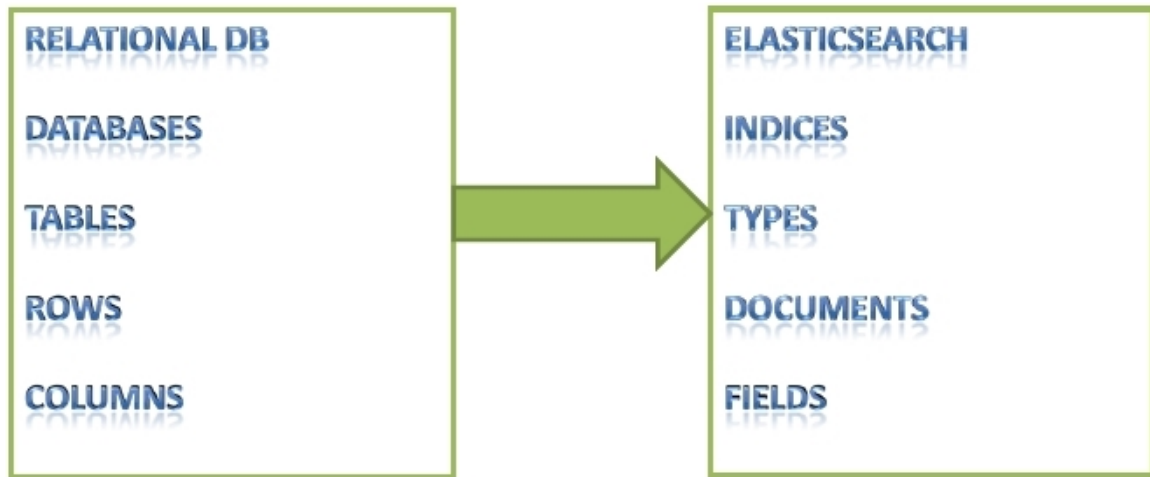 RELATIONAL DB
DATABASES
TABLES
ROWS
COLUMNS
ELASTICSEARCH
INDICES
TYPES
DOCUMENTS
FIELDS